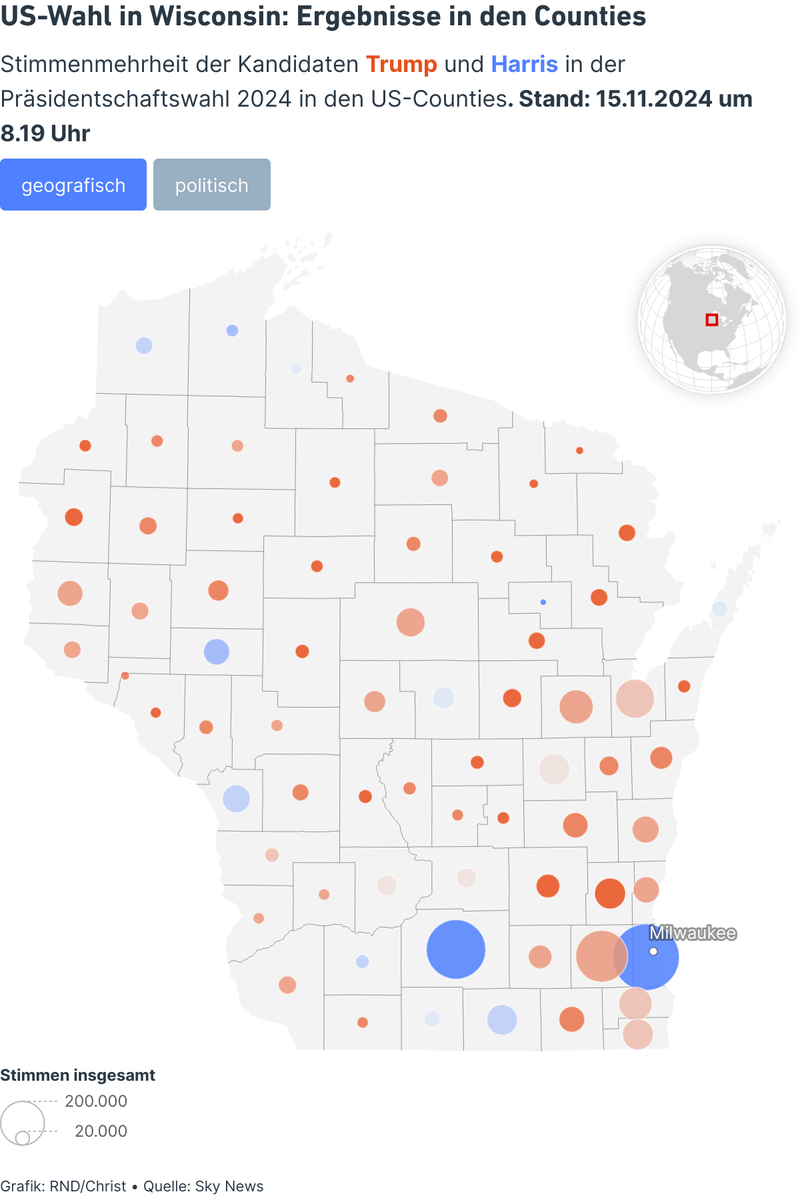 US-Wahl in Wisconsin: Ergebnisse in den Counties
Stimmenmehrheit der Kandidaten Trump und Harris in der
Präsidentschaftswahl 2024 in den US-Counties. Stand: 15.11.2024 um
8.19 Uhr
geografisch politisch
Milwaukee
Stimmen insgesamt
200.000
20.000
Grafik: RND/Christ • Quelle: Sky News